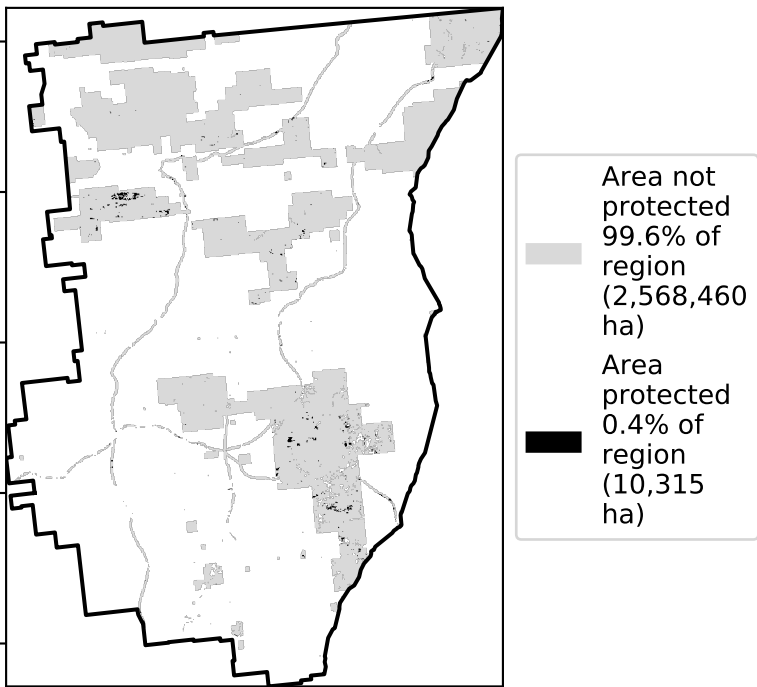 Area not
protected
99.6% of
region
(2,568,460
ha)
Area
protected
0.4% of
region
(10,315
ha)